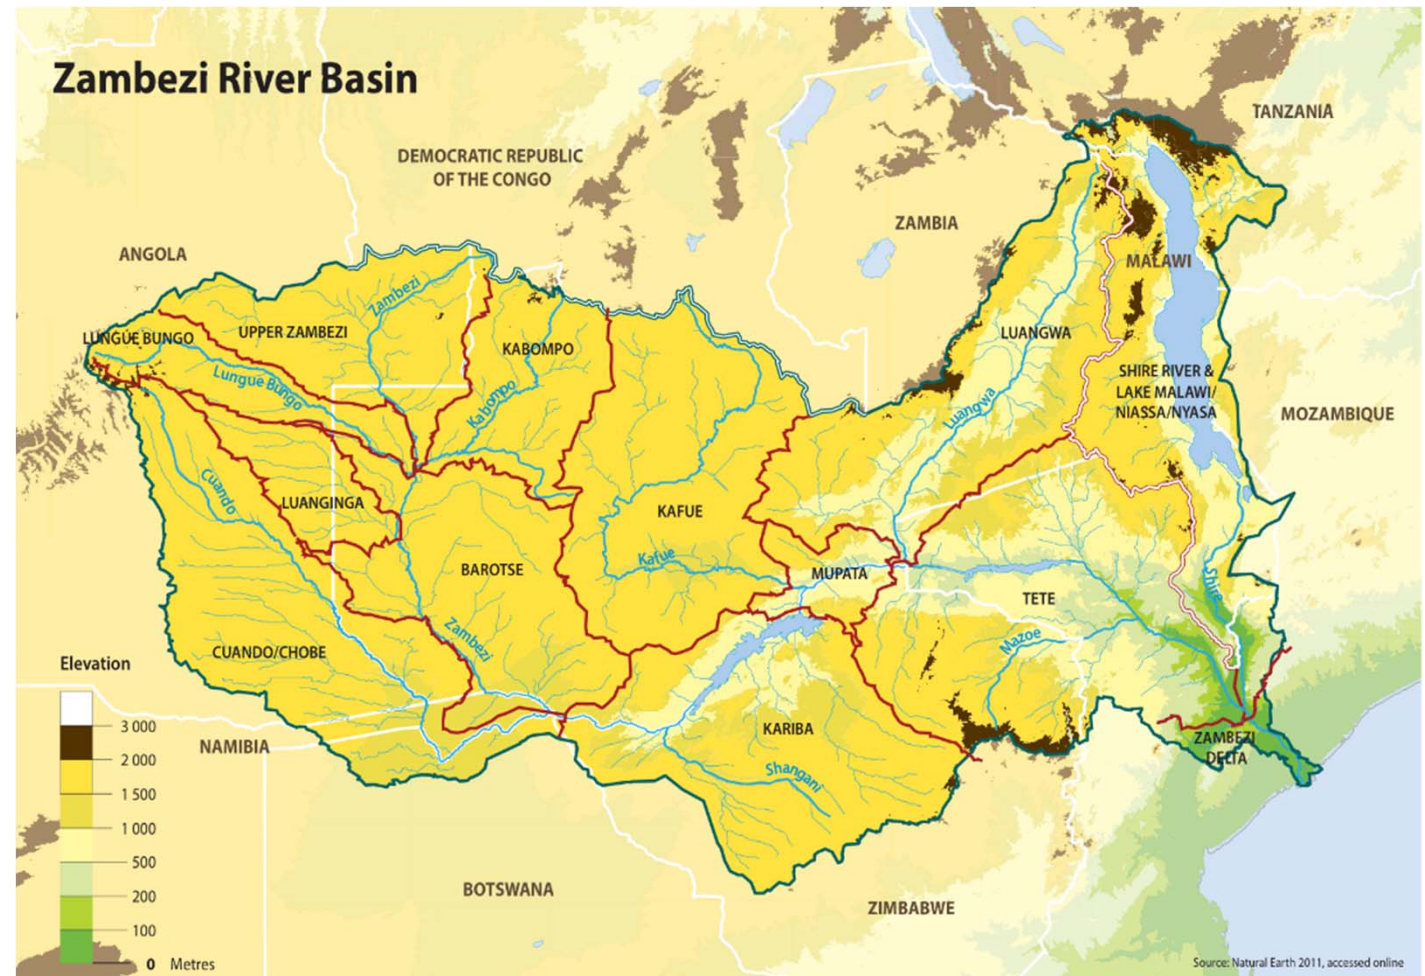 Zambezi River Basin
TANZANIA
DEMOCRATIC REPUBLIC
OF THE CONGO
ZAMBIA
ANGOLA
MALAWI
Zambezi
LUNGÚE BUNGO
UPPER ZAMBEZI
KABOMPO
LUANGWA
Lungue Bungo
Kabompo
Luangwa
SHIRE RIVER &
LAKE MALAWI/
NIASSA/NYASA
MOZAMBIQUE
Cuando
LUANGINGA
KAFUE
Kafue
BAROTSE
MUPATA
Shire
TETE
Zambezi
Mazoe
CUANDO/CHOBE
Elevation
3 000
2 000
1 500
1 000
500
200
100
0 Metres
NAMIBIA
KARIBA
Shangani
ZAMBEZI
DELTA
BOTSWANA
ZIMBABWE
Source: Natural Earth 2011, accessed online